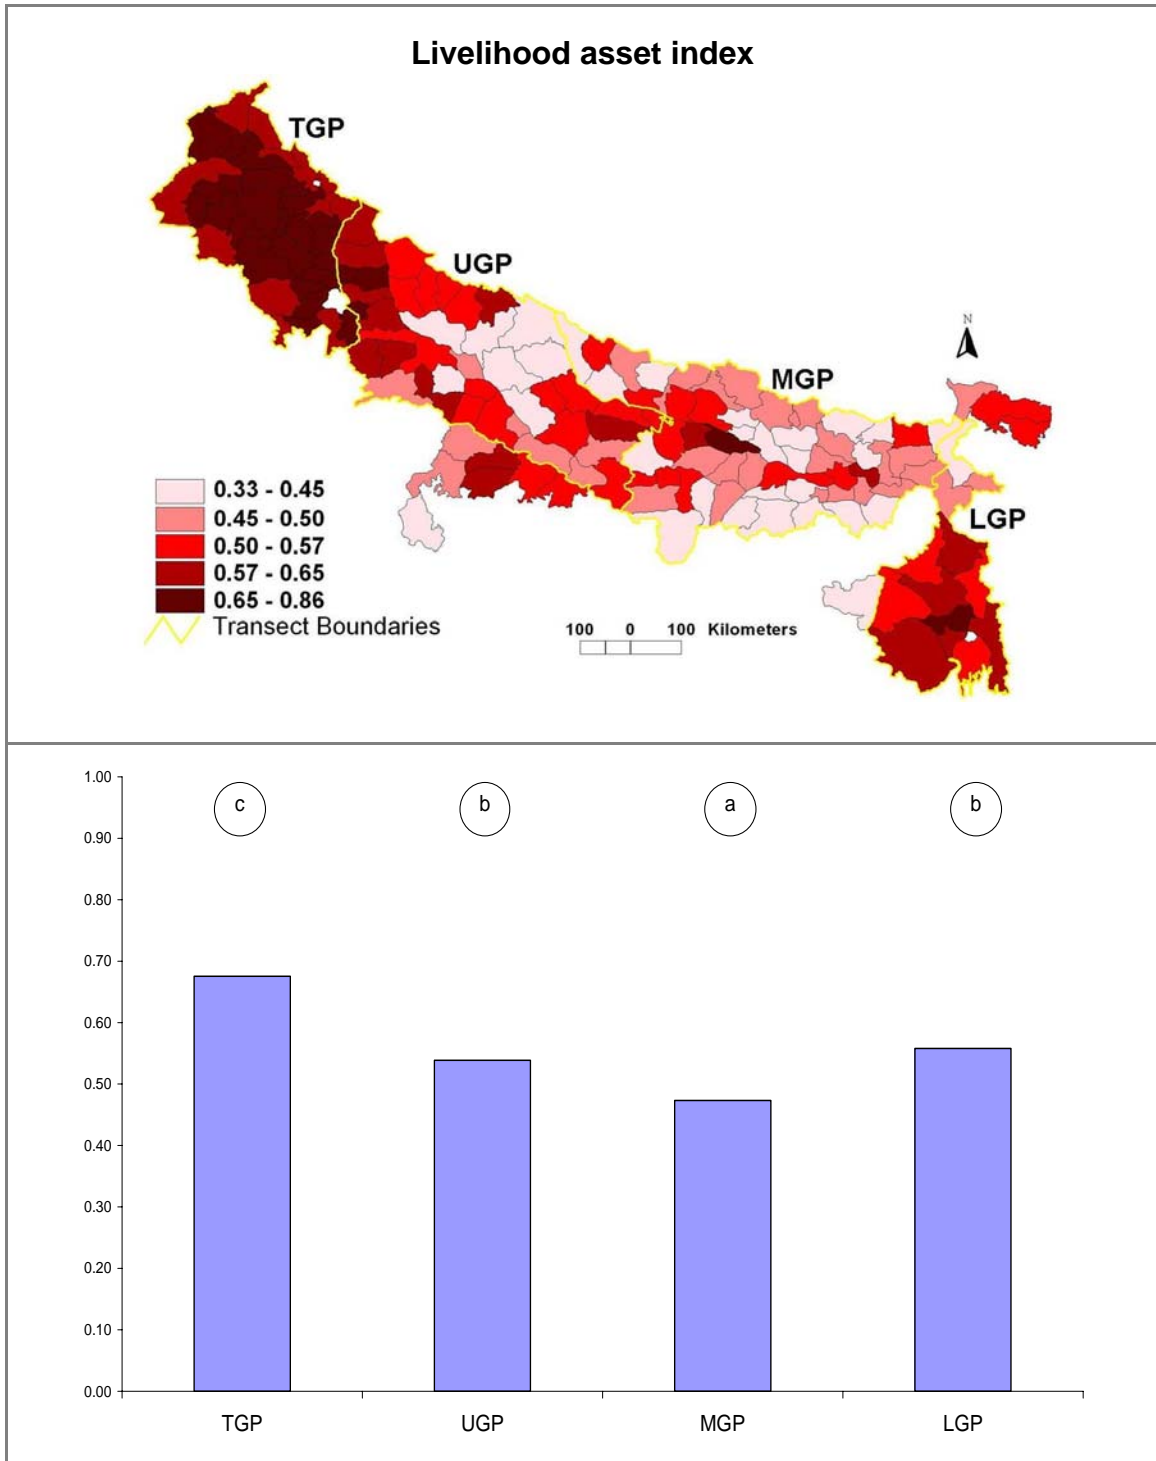 Livelihood asset index
TGP
UGP
MGP
LGP
N
0.33 - 0.45
0.45 - 0.50
0.50 - 0.57
0.57 - 0.65
0.65 - 0.86
Transect Boundaries
100 0 100 Kilometers
c b a b
1.00
0.90
0.80
0.70
0.60
0.50
0.40
0.30
0.20
0.10
0.00
TGP UGP MGP LGP